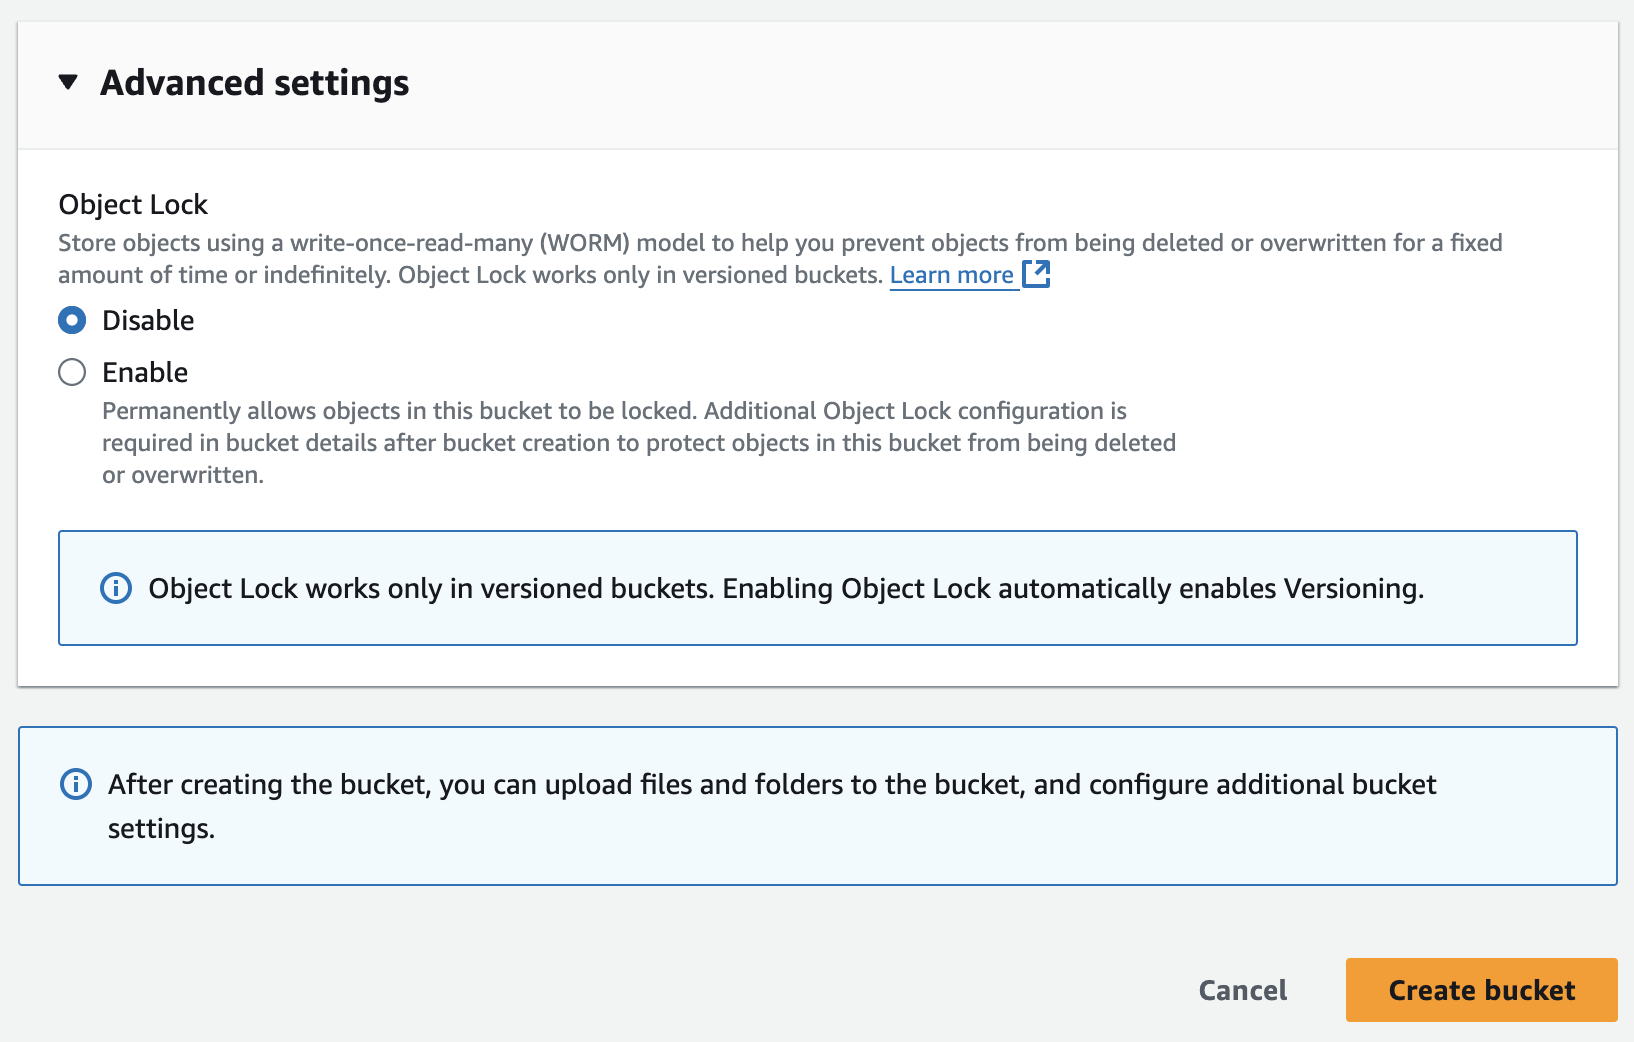 Advanced settings
Object Lock
Store objects using a write-once-read-many (WORM) model to help you prevent objects from being deleted or overwritten for a fixed
amount of time or indefinitely. Object Lock works only in versioned buckets. Learn more
Disable
Enable
Permanently allows objects in this bucket to be locked. Additional Object Lock configuration is
required in bucket details after bucket creation to protect objects in this bucket from being deleted
or overwritten.
Object Lock works only in versioned buckets. Enabling Object Lock automatically enables Versioning.
After creating the bucket, you can upload files and folders to the bucket, and configure additional bucket
settings.
Cancel
Create bucket